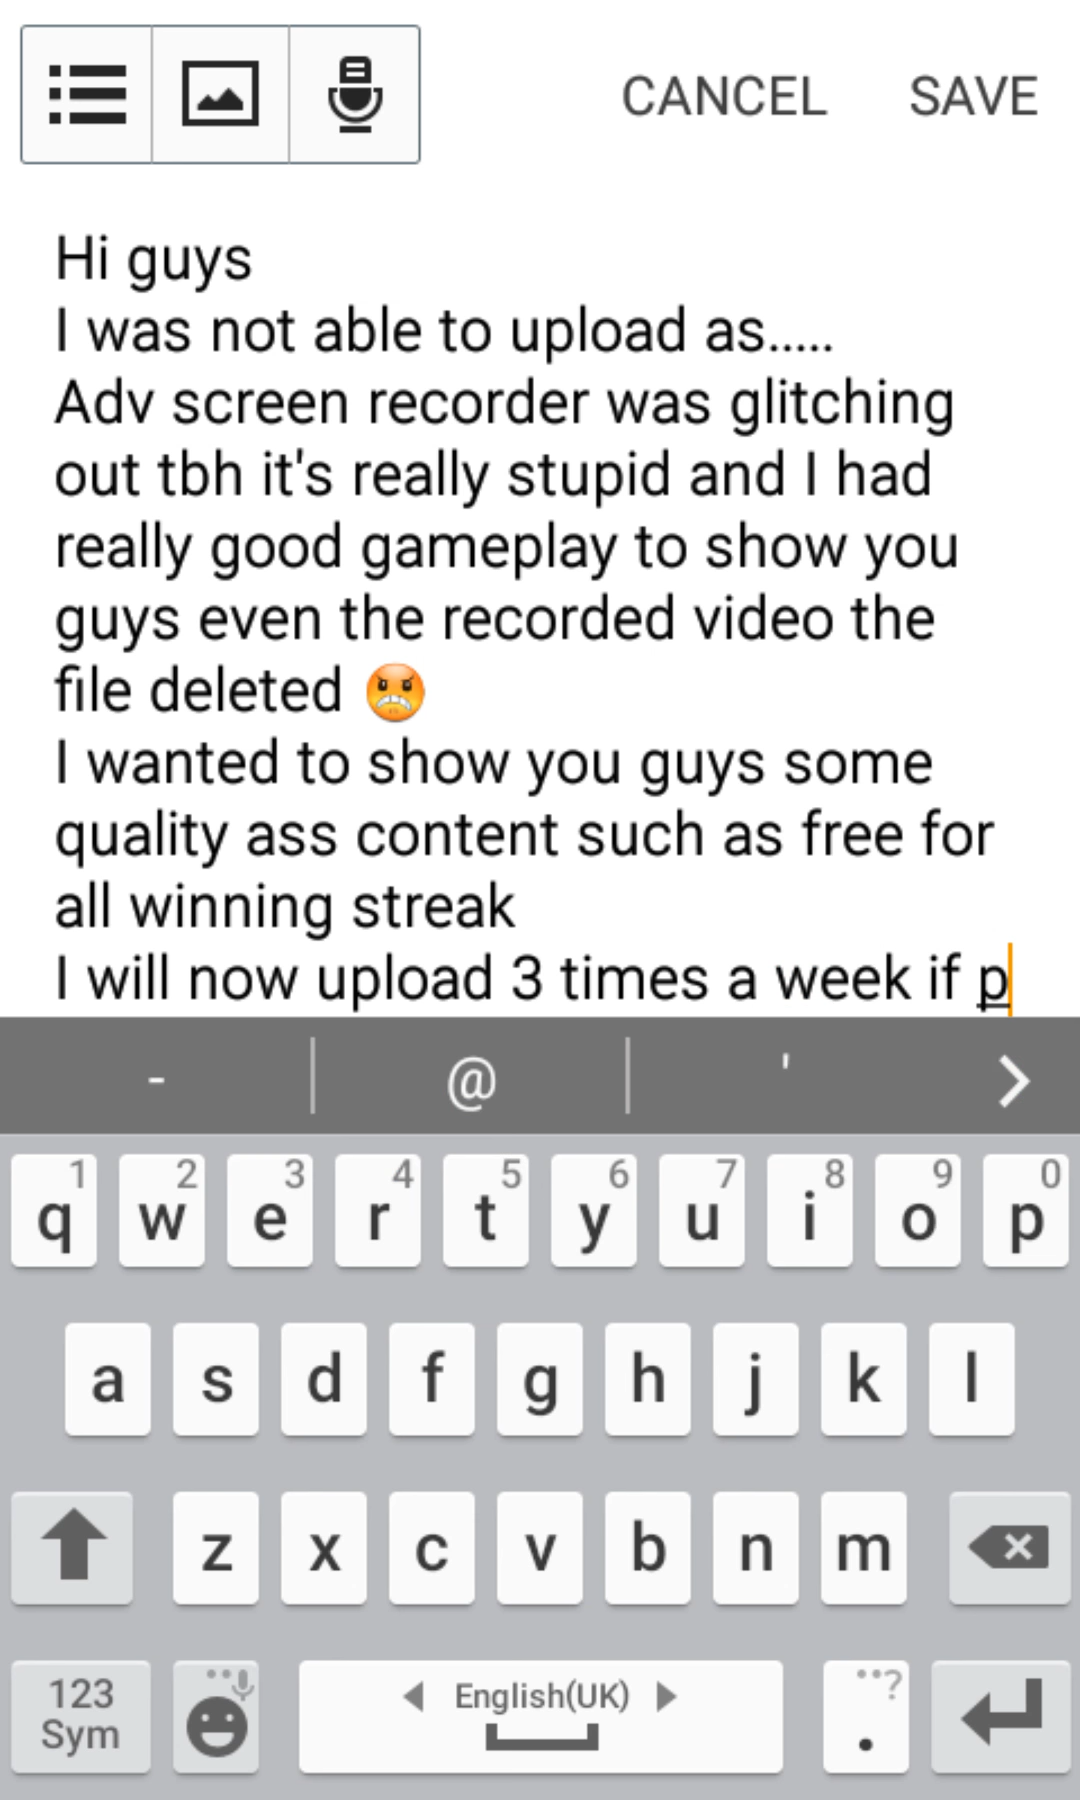 CANCEL SAVE
Hi guys
I was not able to upload as.....
Adv screen recorder was glitching
out tbh it's really stupid and I had
really good gameplay to show you
guys even the recorded video the
file deleted 😠
I wanted to show you guys some
quality ass content such as free for
all winning streak
I will now upload 3 times a week if p
- @ '
1 2 3 4 5 6 7 8 9 0
q w e r t y u i o p
a s d f g h j k l
z x c v b n m
123 Sym English(UK) . ?